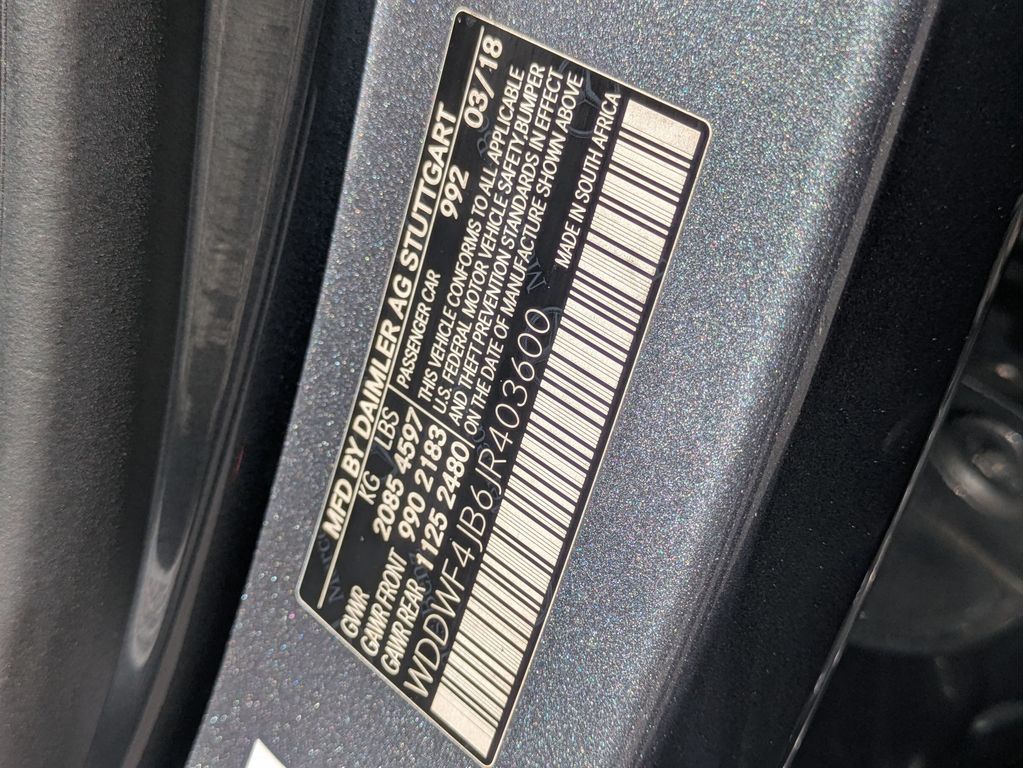 MFD BY DAIMLER AG STUTTGART
KG LBS PASSENGER CAR 992 03/18
GVWR 2085 4597
GAWR FRONT 990 2183
GAWR REAR 1125 2480
THIS VEHICLE CONFORMS TO ALL APPLICABLE
U.S. FEDERAL MOTOR VEHICLE SAFETY, BUMPER
AND THEFT PREVENTION STANDARDS IN EFFECT
ON THE DATE OF MANUFACTURE SHOWN ABOVE
WDDWF4JB6JR403600
MADE IN SOUTH AFRICA